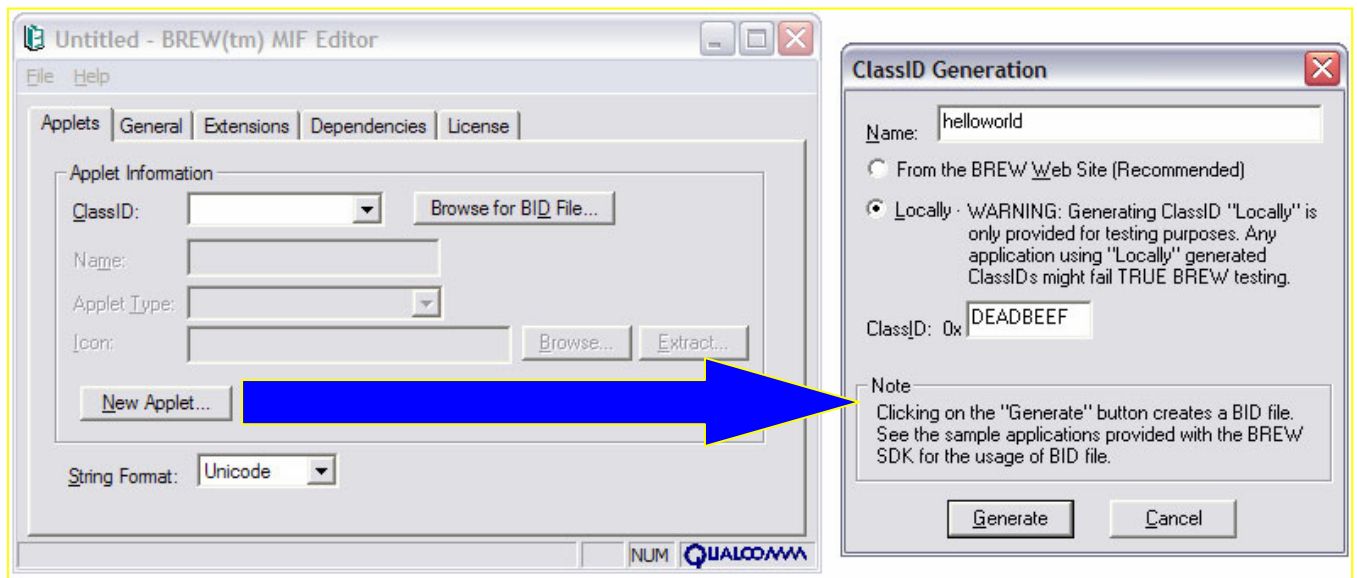 Untitled - BREW(tm) MIF Editor
File Help
Applets General Extensions Dependencies License
Applet Information
ClassID: Browse for BID File...
Name:
Applet Type:
Icon: Browse... Extract...
New Applet...
String Format: Unicode
NUM QUALCOMM
ClassID Generation
Name: helloworld
From the BREW Web Site (Recommended)
Locally - WARNING: Generating ClassID "Locally" is
only provided for testing purposes. Any
application using "Locally" generated
ClassIDs might fail TRUE BREW testing.
ClassID: 0x DEADBEEF
Note
Clicking on the "Generate" button creates a BID file.
See the sample applications provided with the BREW
SDK for the usage of BID file.
Generate Cancel